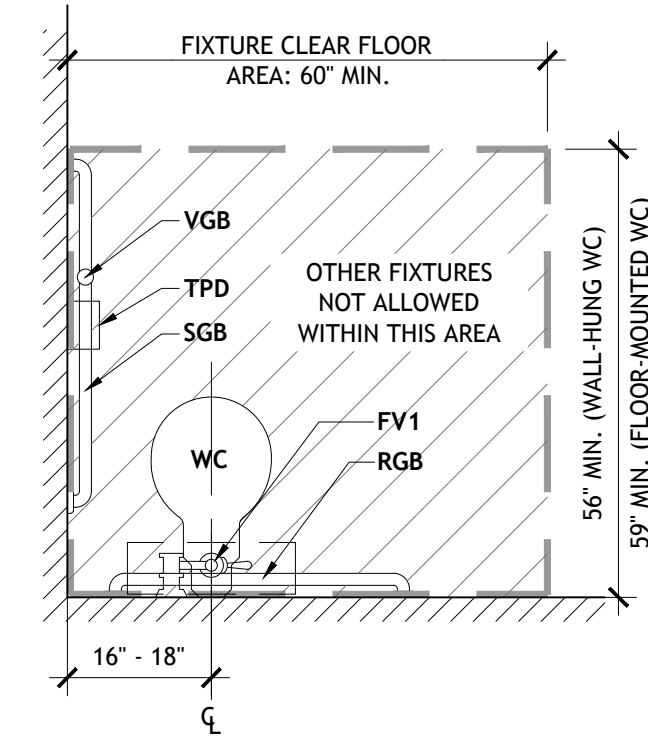 FIXTURE CLEAR FLOOR
AREA: 60" MIN.
VGB
TPD
SGB
OTHER FIXTURES
NOT ALLOWED
WITHIN THIS AREA
WC
FV1
RGB
56" MIN. (WALL-HUNG WC)
59" MIN. (FLOOR-MOUNTED WC)
16" - 18"
℄